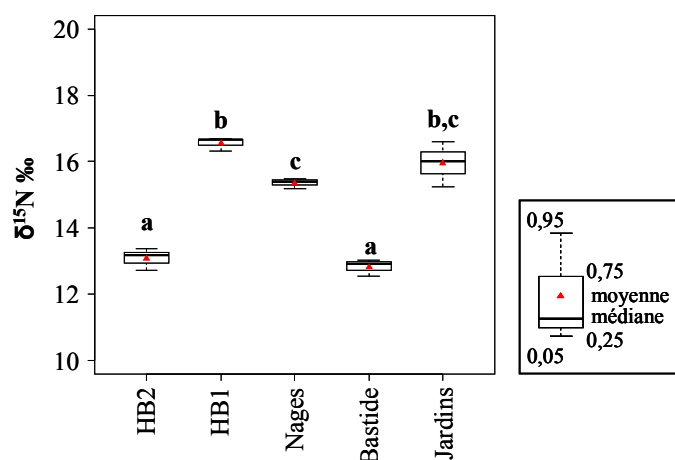 20
18
16
14
12
10
δ¹⁵N ‰
a
b
c
a
b,c
HB2
HB1
Nages
Bastide
Jardins
0,95
0,75
moyenne
médiane
0,25
0,05